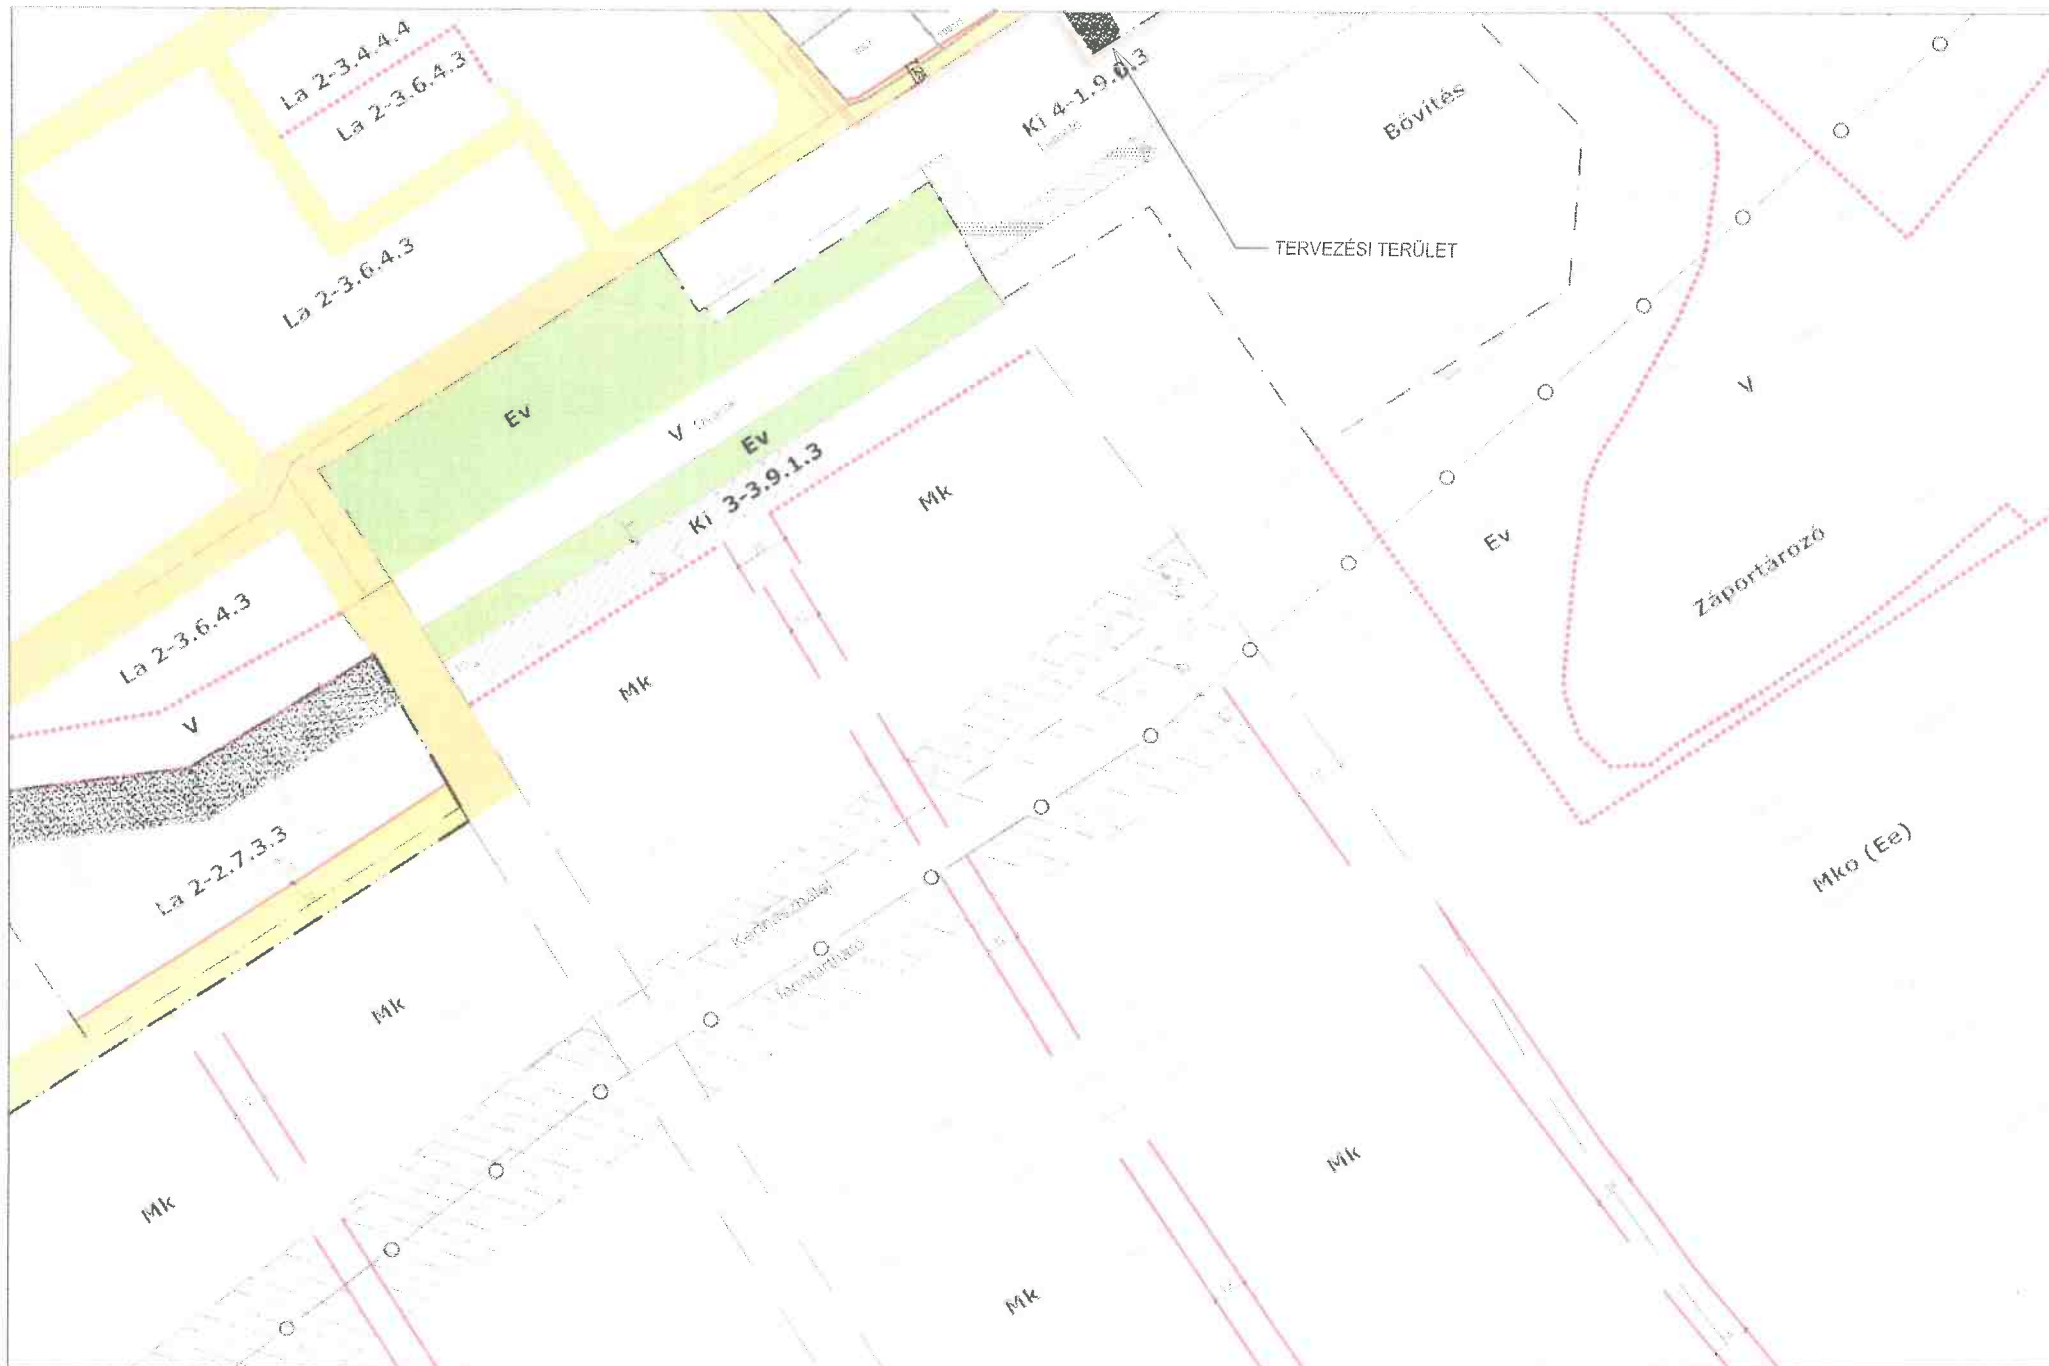 La 2-3.4.4.4
La 2-3.6.4.3
Ki 4-1.9.0.3
Bővítés
TERVEZÉSI TERÜLET
La 2-3.6.4.3
Ev
V
Ev
Ki 3-3.9.1.3
Mk
V
Ev
Záportározó
La 2-3.6.4.3
V
Mk
La 2-2.7.3.3
Mko (Ee)
Mk
Mk
Mk
Mk